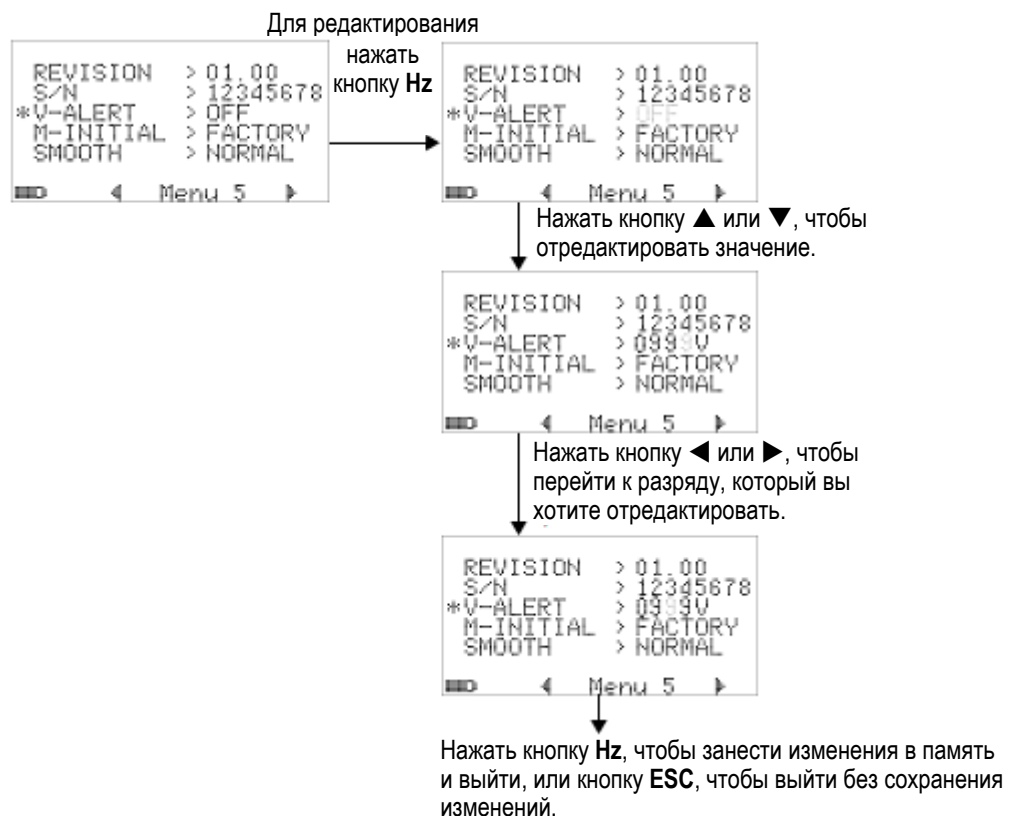 Для редактирования
нажать
кнопку Hz
REVISION > 01.00
S/N > 12345678
*V-ALERT > OFF
M-INITIAL > FACTORY
SMOOTH > NORMAL
◀ Menu 5 ▶
REVISION > 01.00
S/N > 12345678
*V-ALERT > OFF
M-INITIAL > FACTORY
SMOOTH > NORMAL
◀ Menu 5 ▶
Нажать кнопку ▲ или ▼, чтобы
отредактировать значение.
REVISION > 01.00
S/N > 12345678
*V-ALERT > 0999V
M-INITIAL > FACTORY
SMOOTH > NORMAL
◀ Menu 5 ▶
Нажать кнопку ◀ или ▶, чтобы
перейти к разряду, который вы
хотите отредактировать.
REVISION > 01.00
S/N > 12345678
*V-ALERT > 0999V
M-INITIAL > FACTORY
SMOOTH > NORMAL
◀ Menu 5 ▶
Нажать кнопку Hz, чтобы занести изменения в память
и выйти, или кнопку ESC, чтобы выйти без сохранения
изменений.